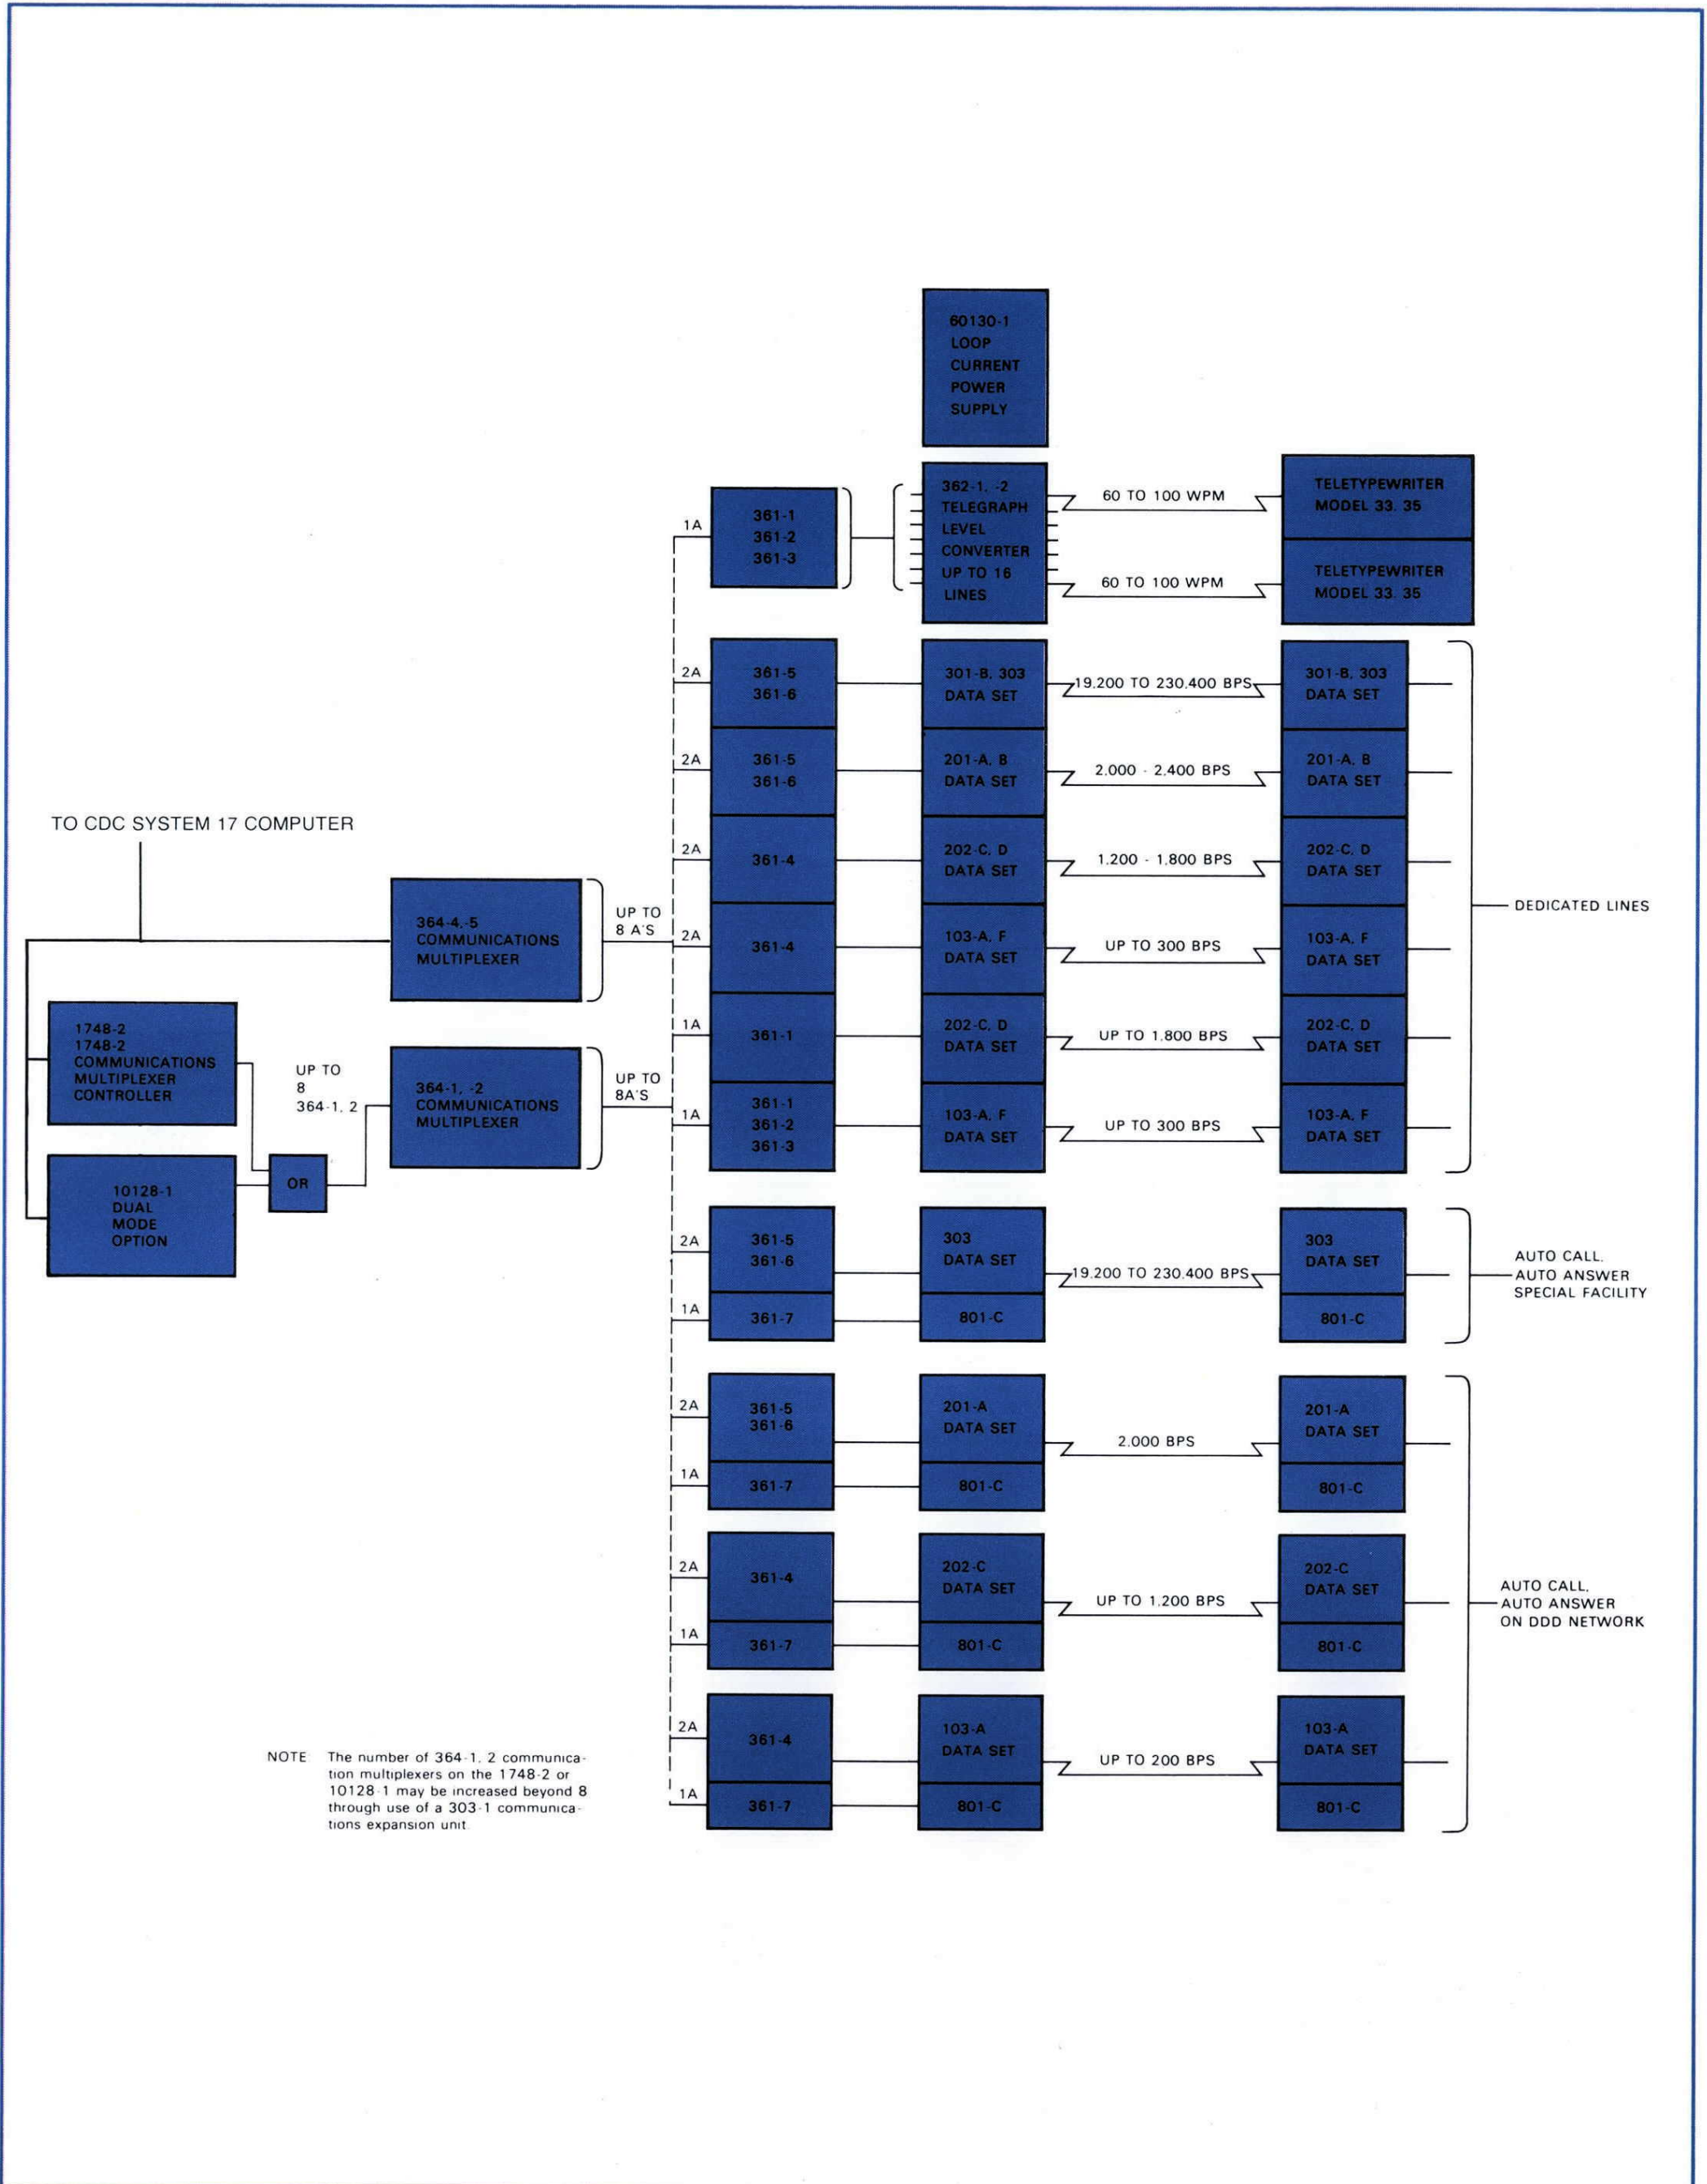 60130-1
LOOP
CURRENT
POWER
SUPPLY
1A
361-1
361-2
361-3
362-1, -2
TELEGRAPH
LEVEL
CONVERTER
UP TO 16
LINES
60 TO 100 WPM
TELETYPEWRITER
MODEL 33. 35
60 TO 100 WPM
TELETYPEWRITER
MODEL 33. 35
2A
361-5
361-6
301-B, 303
DATA SET
19.200 TO 230.400 BPS
301-B, 303
DATA SET
2A
361-5
361-6
201-A, B
DATA SET
2.000 - 2.400 BPS
201-A, B
DATA SET
2A
361-4
202-C, D
DATA SET
1.200 - 1.800 BPS
202-C, D
DATA SET
2A
361-4
103-A, F
DATA SET
UP TO 300 BPS
103-A, F
DATA SET
1A
361-1
202-C, D
DATA SET
UP TO 1.800 BPS
202-C, D
DATA SET
1A
361-1
361-2
361-3
103-A, F
DATA SET
UP TO 300 BPS
103-A, F
DATA SET
DEDICATED LINES
TO CDC SYSTEM 17 COMPUTER
364-4,-5
COMMUNICATIONS
MULTIPLEXER
UP TO
8 A'S
1748-2
1748-2
COMMUNICATIONS
MULTIPLEXER
CONTROLLER
UP TO
8
364-1, 2
364-1, -2
COMMUNICATIONS
MULTIPLEXER
UP TO
8A'S
10128-1
DUAL
MODE
OPTION
OR
2A
361-5
361-6
303
DATA SET
19.200 TO 230.400 BPS
303
DATA SET
1A
361-7
801-C
801-C
AUTO CALL,
AUTO ANSWER
SPECIAL FACILITY
2A
361-5
361-6
201-A
DATA SET
2.000 BPS
201-A
DATA SET
1A
361-7
801-C
801-C
2A
361-4
202-C
DATA SET
UP TO 1.200 BPS
202-C
DATA SET
1A
361-7
801-C
801-C
AUTO CALL,
AUTO ANSWER
ON DDD NETWORK
2A
361-4
103-A
DATA SET
UP TO 200 BPS
103-A
DATA SET
1A
361-7
801-C
801-C
NOTE The number of 364-1, 2 communica-
tion multiplexers on the 1748-2 or
10128-1 may be increased beyond 8
through use of a 303-1 communica-
tions expansion unit.